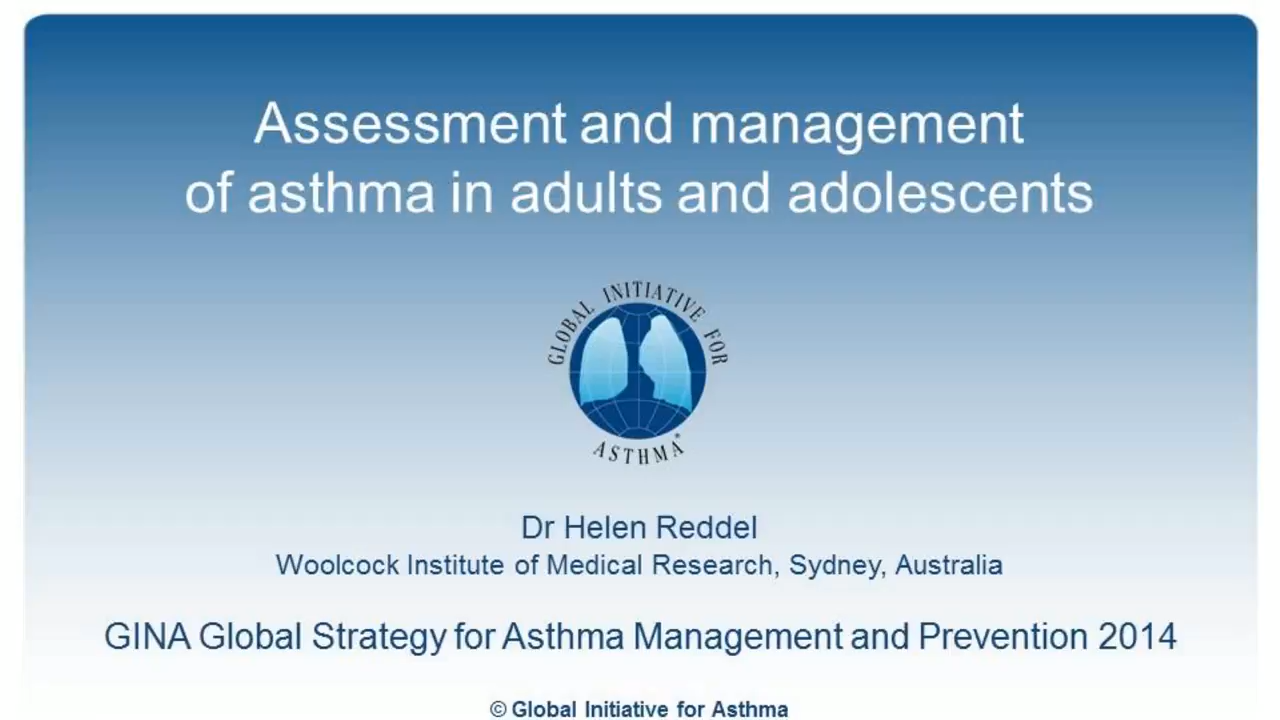 Assessment and management
of asthma in adults and adolescents
GLOBAL INITIATIVE FOR
ASTHMA®
Dr Helen Reddel
Woolcock Institute of Medical Research, Sydney, Australia
GINA Global Strategy for Asthma Management and Prevention 2014
© Global Initiative for Asthma